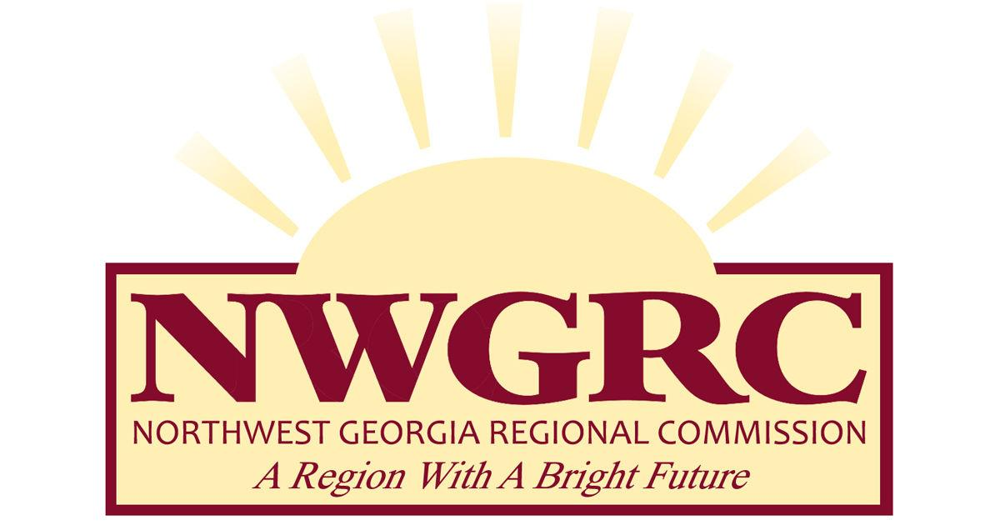 NWGRC
NORTHWEST GEORGIA REGIONAL COMMISSION
A Region With A Bright Future